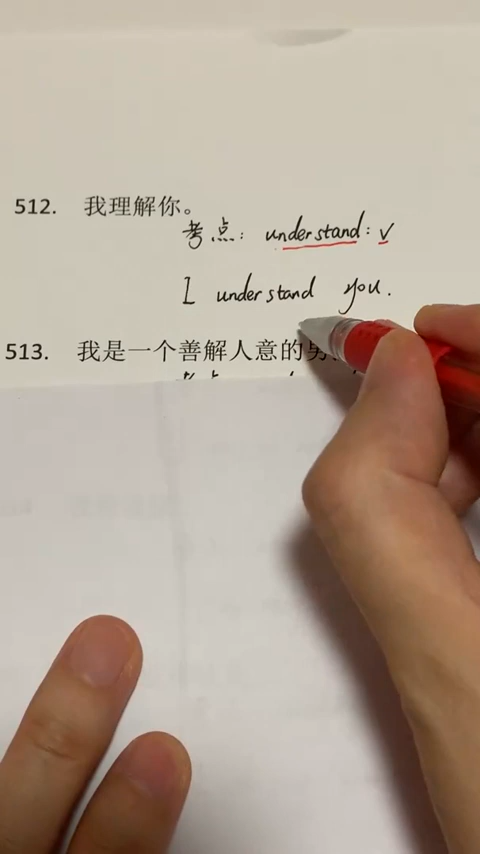 512. 我理解你。
考点: understand: v
I understand you.
513. 我是一个善解人意的男